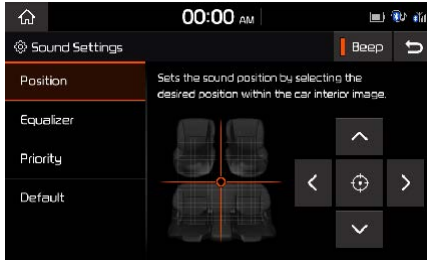 00:00 AM
Sound Settings
Beep
Position
Sets the sound position by selecting the
desired position within the car interior image.
Equalizer
Priority
Default